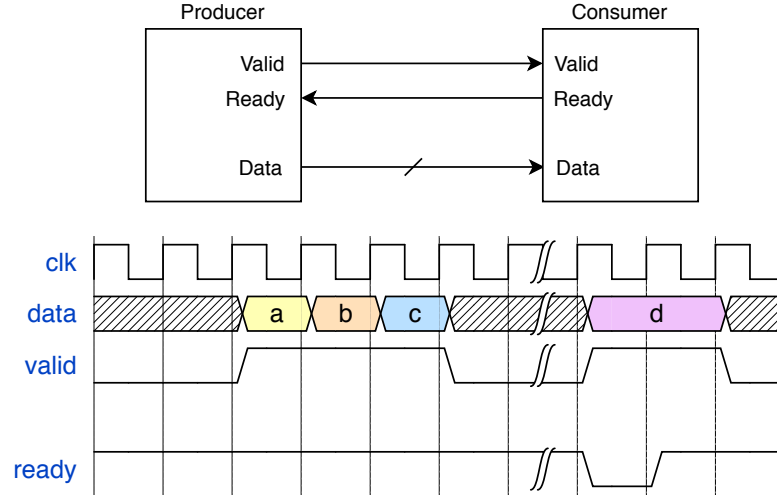 Producer
Consumer
Valid
Valid
Ready
Ready
Data
Data
clk
data
a
b
c
d
valid
ready